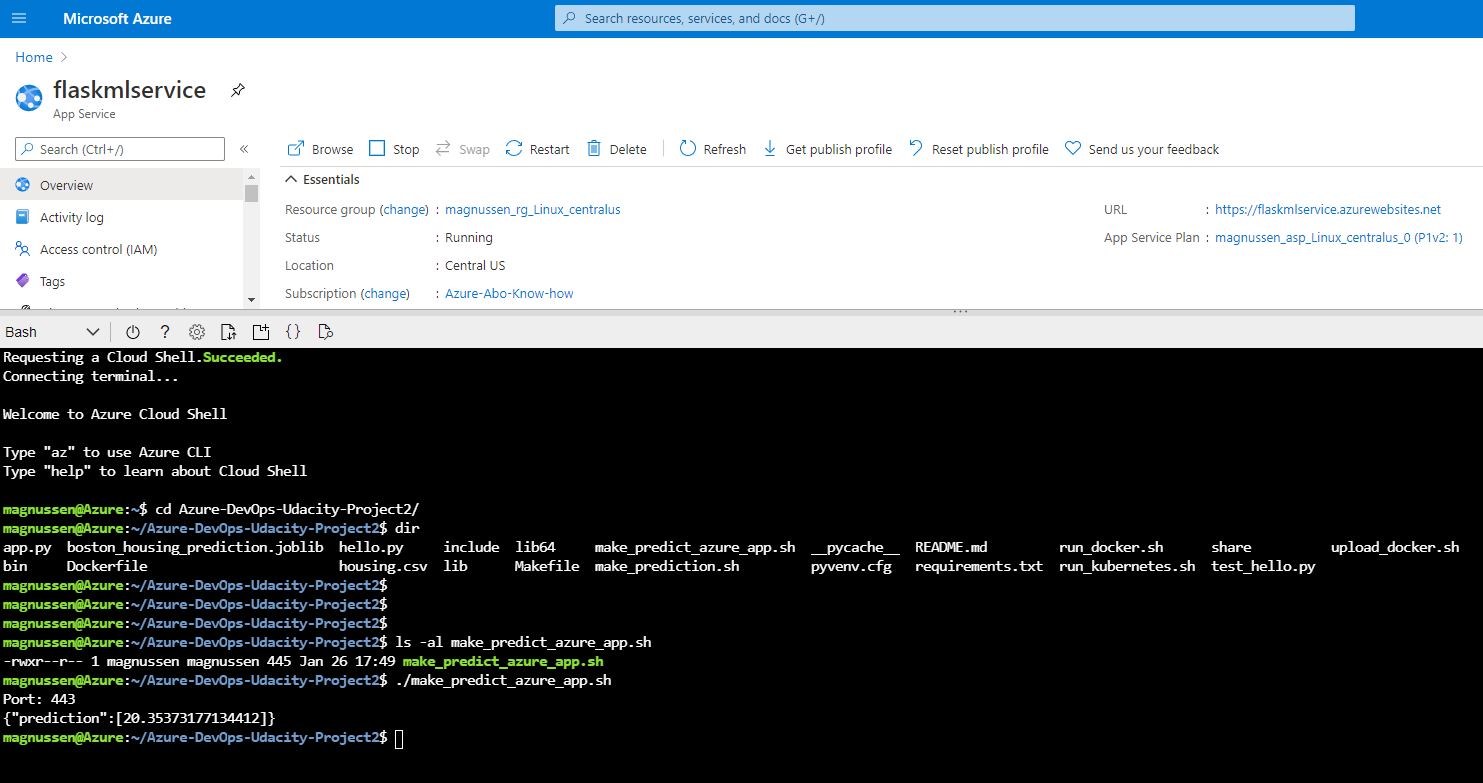 Microsoft Azure
Search resources, services, and docs (G+/)
Home
flaskmlservice
App Service
Search (Ctrl+/)
«
Browse Stop Swap Restart Delete Refresh Get publish profile Reset publish profile Send us your feedback
Overview
Activity log
Access control (IAM)
Tags
Essentials
Resource group (change) : magnussen_rg_Linux_centralus
Status : Running
Location : Central US
Subscription (change) : Azure-Abo-Know-how
URL : https://flaskmlservice.azurewebsites.net
App Service Plan : magnussen_asp_Linux_centralus_0 (P1v2: 1)
Bash
Requesting a Cloud Shell.Succeeded.
Connecting terminal...
Welcome to Azure Cloud Shell
Type "az" to use Azure CLI
Type "help" to learn about Cloud Shell
magnussen@Azure:~$ cd Azure-DevOps-Udacity-Project2/
magnussen@Azure:~/Azure-DevOps-Udacity-Project2$ dir
app.py boston_housing_prediction.joblib hello.py include lib64 make_predict_azure_app.sh __pycache__ README.md run_docker.sh share upload_docker.sh
bin Dockerfile housing.csv lib Makefile make_prediction.sh pyvenv.cfg requirements.txt run_kubernetes.sh test_hello.py
magnussen@Azure:~/Azure-DevOps-Udacity-Project2$
magnussen@Azure:~/Azure-DevOps-Udacity-Project2$
magnussen@Azure:~/Azure-DevOps-Udacity-Project2$
magnussen@Azure:~/Azure-DevOps-Udacity-Project2$ ls -al make_predict_azure_app.sh
-rwxr--r-- 1 magnussen magnussen 445 Jan 26 17:49 make_predict_azure_app.sh
magnussen@Azure:~/Azure-DevOps-Udacity-Project2$ ./make_predict_azure_app.sh
Port: 443
{"prediction":[20.35373177134412]}
magnussen@Azure:~/Azure-DevOps-Udacity-Project2$